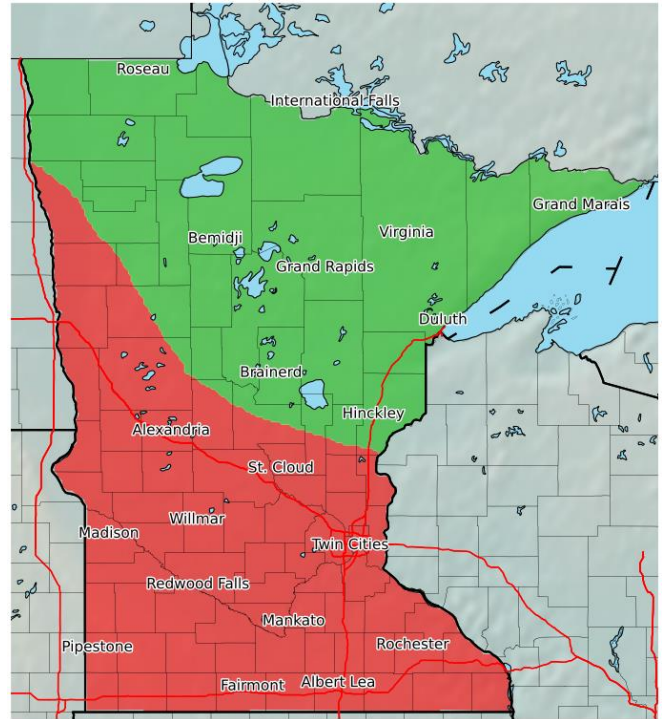 Roseau
International Falls
Grand Marais
Bemidji
Virginia
Grand Rapids
Duluth
Brainerd
Hinckley
Alexandria
St. Cloud
Willmar
Madison
Twin Cities
Redwood Falls
Mankato
Pipestone
Rochester
Fairmont
Albert Lea